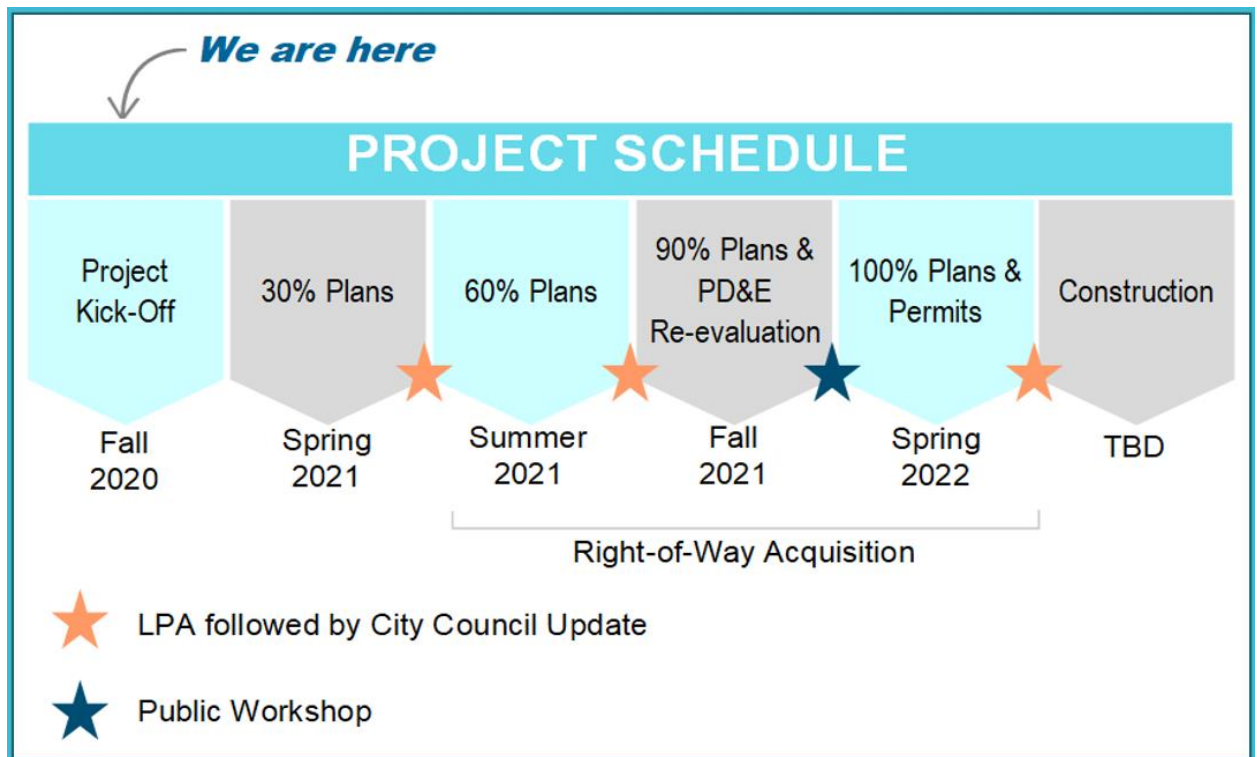 We are here
PROJECT SCHEDULE
Project
Kick-Off
30% Plans
60% Plans
90% Plans &
PD&E
Re-evaluation
100% Plans &
Permits
Construction
Fall
2020
Spring
2021
Summer
2021
Fall
2021
Spring
2022
TBD
Right-of-Way Acquisition
LPA followed by City Council Update
Public Workshop